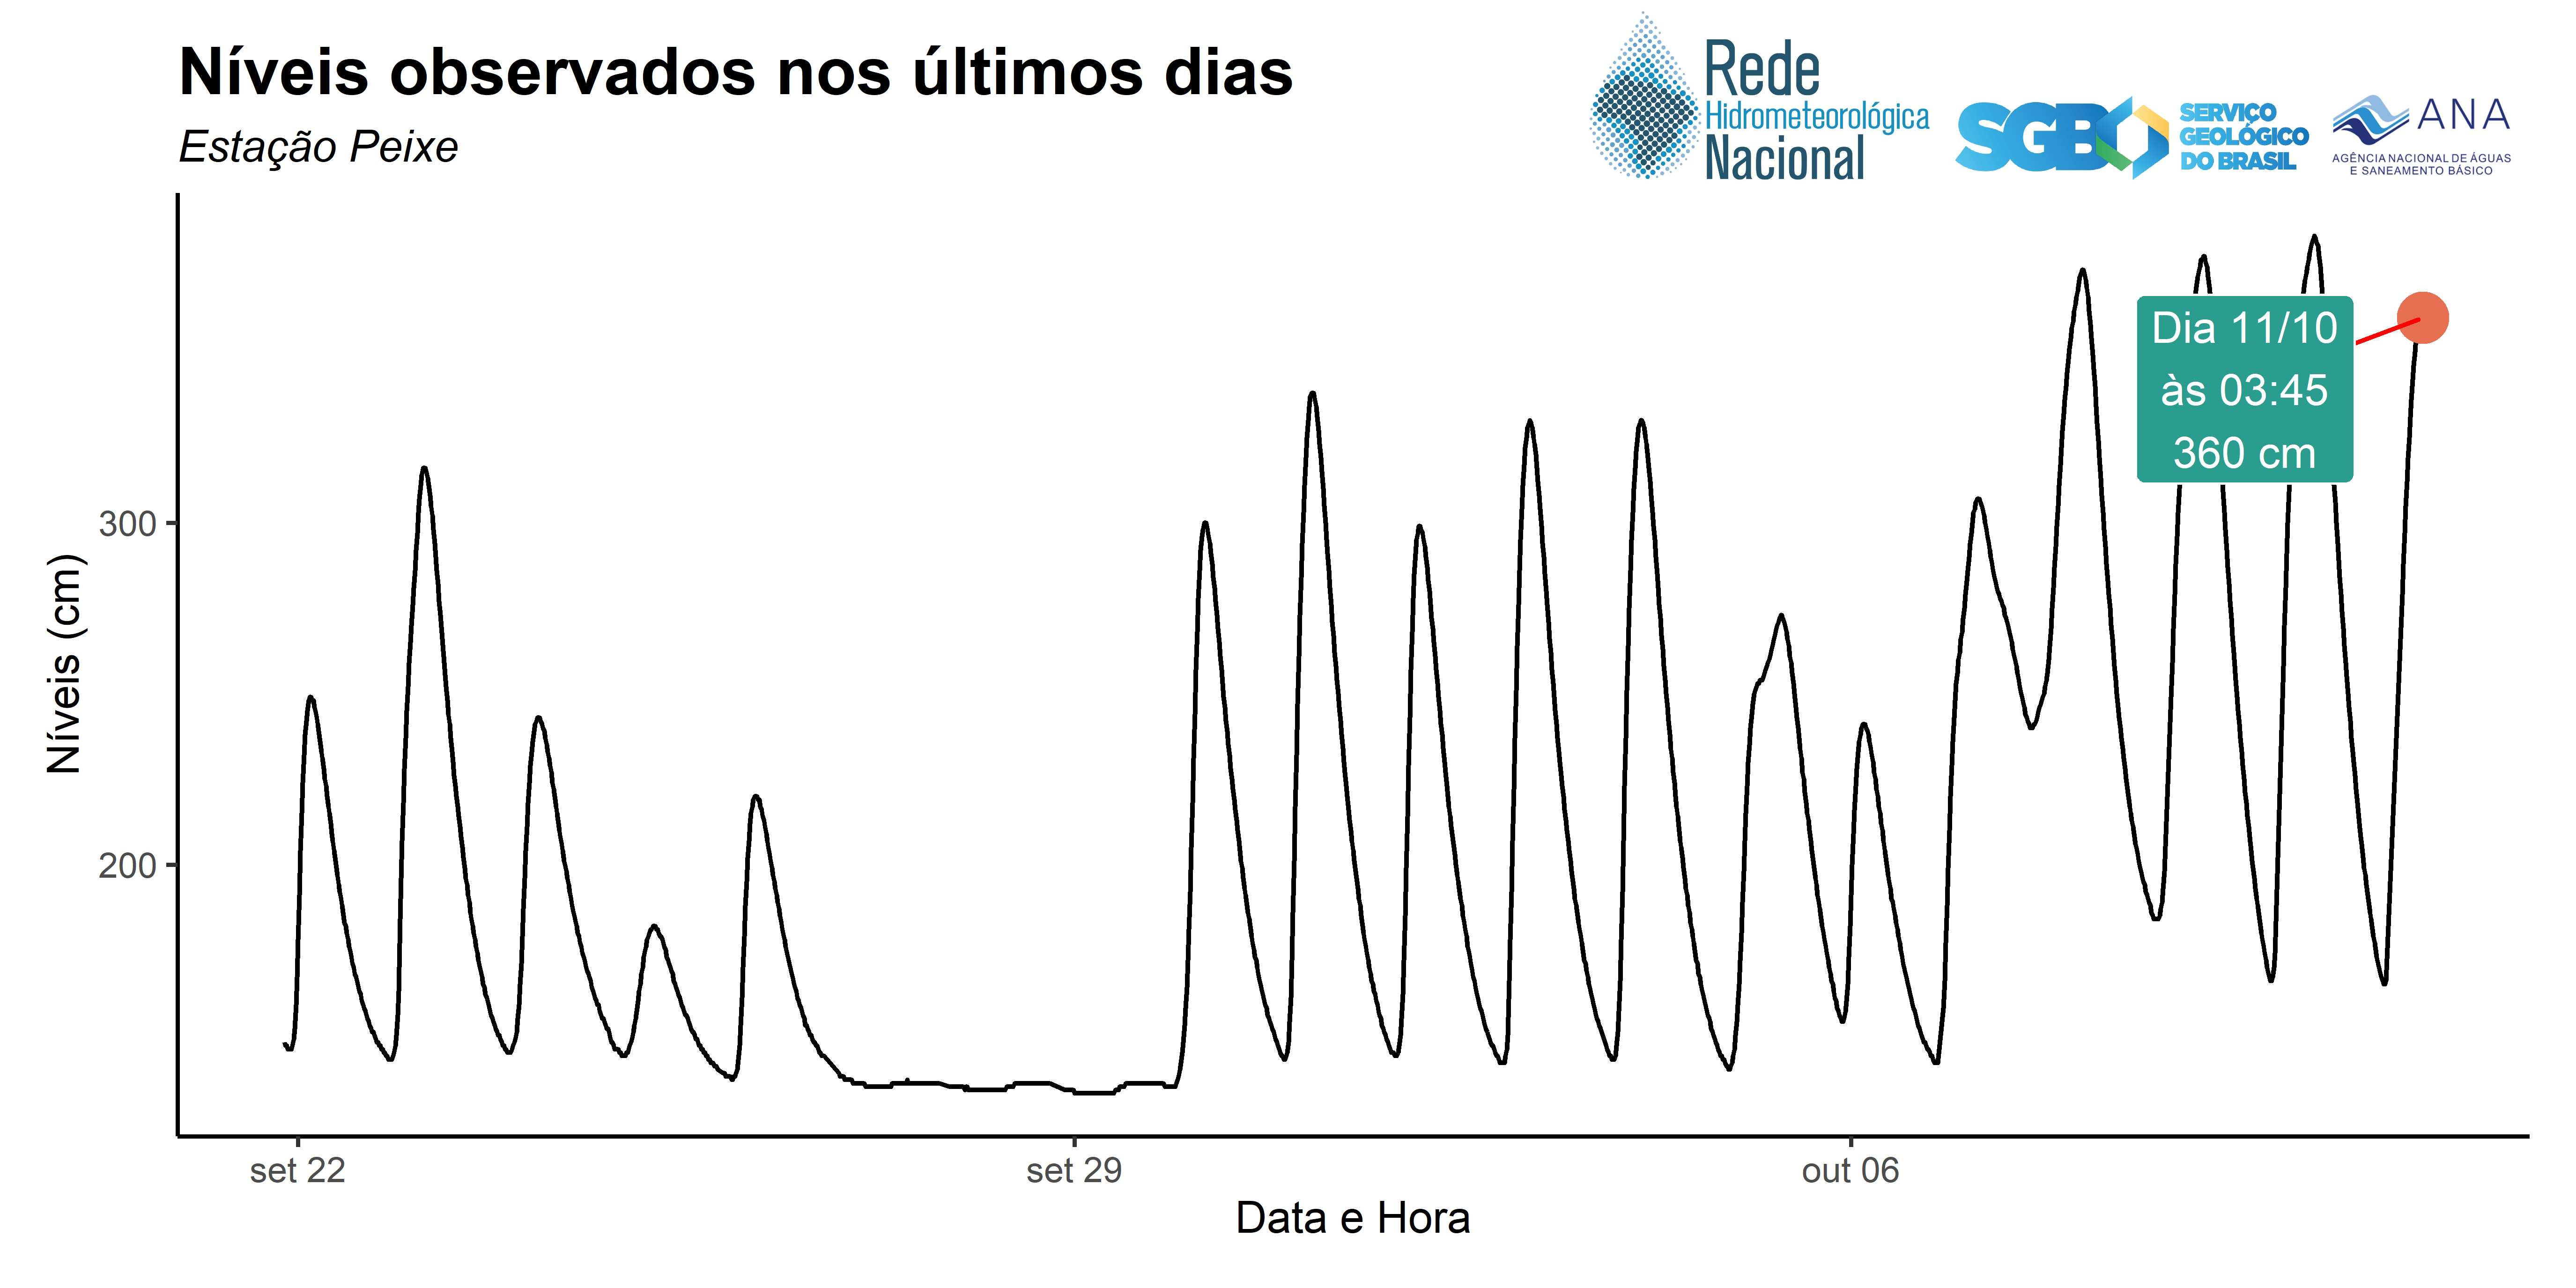 Níveis observados nos últimos dias
Estação Peixe
Rede
Hidrometeorológica
Nacional
SGB
SERVIÇO
GEOLÓGICO
DO BRASIL
ANA
AGÊNCIA NACIONAL DE ÁGUAS
E SANEAMENTO BÁSICO
Dia 11/10
às 03:45
360 cm
300
200
Níveis (cm)
set 22
set 29
out 06
Data e Hora